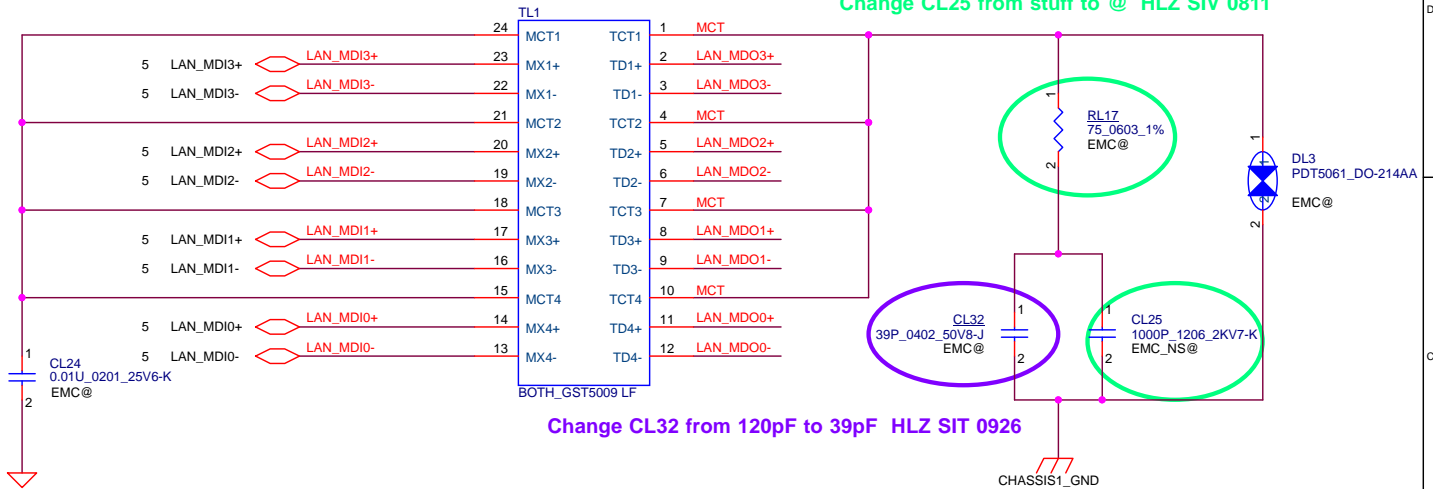 Change CL25 from stuff to @ HLZ SIV 0811
D
TL1
24 MCT1 TCT1 1 MCT
5 LAN_MDI3+ LAN_MDI3+ 23 MX1+ TD1+ 2 LAN_MDO3+
5 LAN_MDI3- LAN_MDI3- 22 MX1- TD1- 3 LAN_MDO3-
21 MCT2 TCT2 4 MCT
5 LAN_MDI2+ LAN_MDI2+ 20 MX2+ TD2+ 5 LAN_MDO2+
5 LAN_MDI2- LAN_MDI2- 19 MX2- TD2- 6 LAN_MDO2-
18 MCT3 TCT3 7 MCT
5 LAN_MDI1+ LAN_MDI1+ 17 MX3+ TD3+ 8 LAN_MDO1+
5 LAN_MDI1- LAN_MDI1- 16 MX3- TD3- 9 LAN_MDO1-
15 MCT4 TCT4 10 MCT
5 LAN_MDI0+ LAN_MDI0+ 14 MX4+ TD4+ 11 LAN_MDO0+
5 LAN_MDI0- LAN_MDI0- 13 MX4- TD4- 12 LAN_MDO0-
BOTH_GST5009 LF
1
CL24
0.01U_0201_25V6-K
EMC@
2
1
RL17
75_0603_1%
EMC@
2
1
DL3
PDT5061_DO-214AA
EMC@
2
1
CL32
39P_0402_50V8-J
EMC@
2
1
CL25
1000P_1206_2KV7-K
EMC_NS@
2
C
Change CL32 from 120pF to 39pF HLZ SIT 0926
CHASSIS1_GND